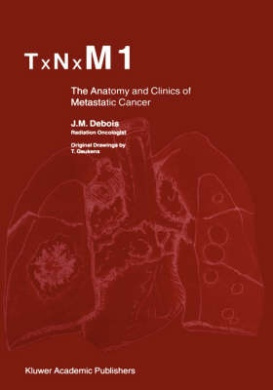 TxNxM1
The Anatomy and Clinics of
Metastatic Cancer
J.M. Debois
Radiation Oncologist
Original Drawings by
T. Geukens
Kluwer Academic Publishers